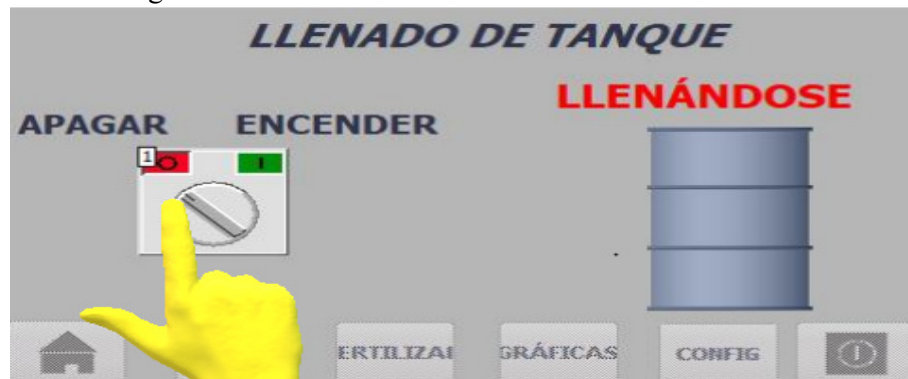 LLENADO DE TANQUE
LLENÁNDOSE
APAGAR ENCENDER
1
GRÁFICAS CONFIG